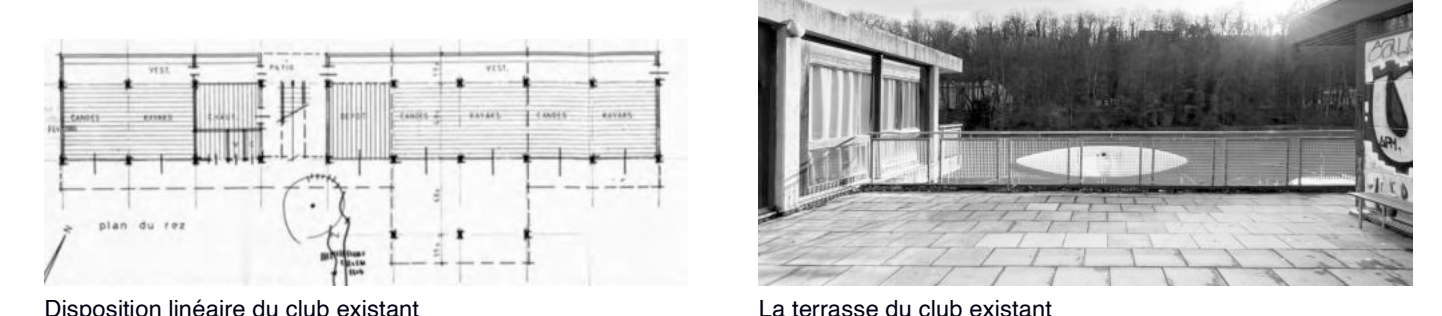 VEST.
PATIO
VEST.
CANOES
KAYAKS
CHAUF.
DEPOT
CANOES
KAYAKS
CANOES
KAYAKS
plan du rez
N
Disposition linéaire du club existant
La terrasse du club existant